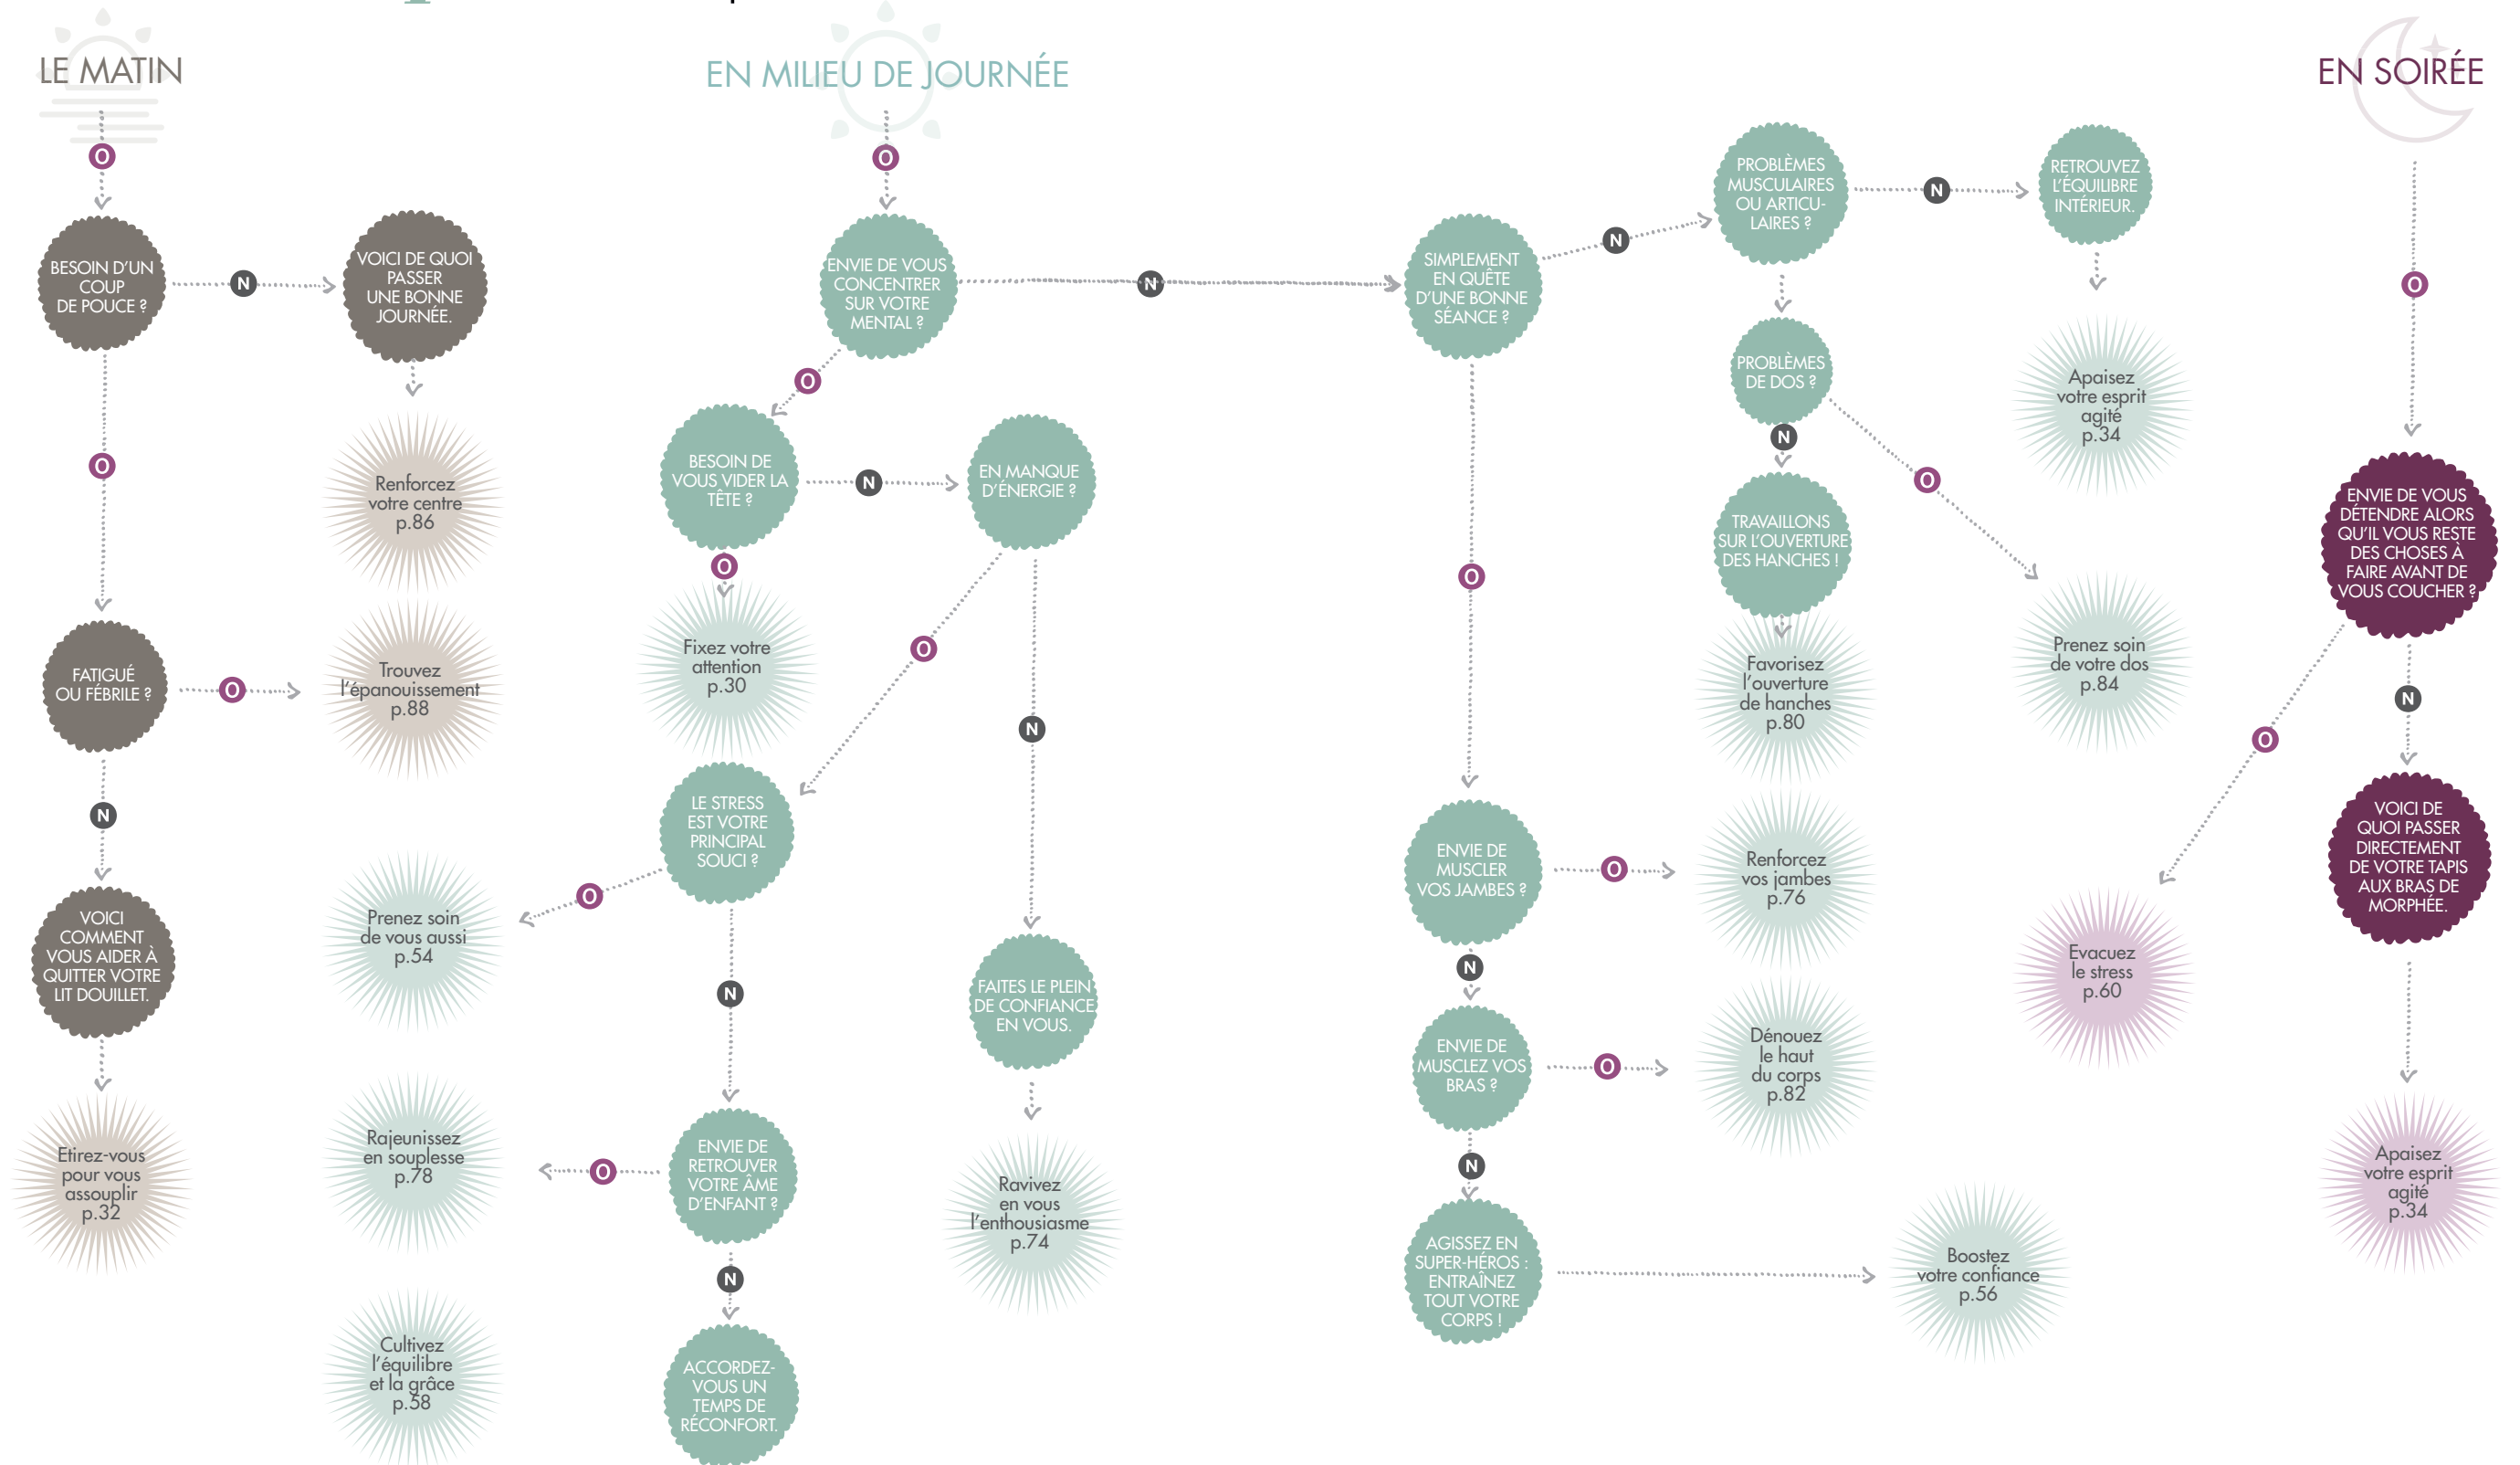 LE MATIN
O
BESOIN D'UN
COUP
DE POUCE ?
N
VOICI DE QUOI
PASSER
UNE BONNE
JOURNÉE.
Renforcez
votre centre
p.86
O
FATIGUÉ
OU FÉBRILE ?
O
Trouvez
l'épanouissement
p.88
N
VOICI
COMMENT
VOUS AIDER À
QUITTER VOTRE
LIT DOUILLET.
Etirez-vous
pour vous
assouplir
p.32
EN MILIEU DE JOURNÉE
O
ENVIE DE VOUS
CONCENTRER
SUR VOTRE
MENTAL ?
O
BESOIN DE
VOUS VIDER LA
TÊTE ?
O
Fixez votre
attention
p.30
N
EN MANQUE
D'ÉNERGIE ?
O
LE STRESS
EST VOTRE
PRINCIPAL
SOUCI ?
O
Prenez soin
de vous aussi
p.54
N
ENVIE DE
RETROUVER
VOTRE ÂME
D'ENFANT ?
O
Rajeunissez
en souplesse
p.78
N
ACCORDEZ-
VOUS UN
TEMPS DE
RÉCONFORT.
Cultivez
l'équilibre
et la grâce
p.58
N
FAITES LE PLEIN
DE CONFIANCE
EN VOUS.
Ravivez
en vous
l'enthousiasme
p.74
N
SIMPLEMENT
EN QUÊTE
D'UNE BONNE
SÉANCE ?
N
PROBLÈMES
MUSCULAIRES
OU ARTICU-
LAIRES ?
N
RETROUVEZ
L'ÉQUILIBRE
INTÉRIEUR.
Apaisez
votre esprit
agité
p.34
PROBLÈMES
DE DOS ?
O
Prenez soin
de votre dos
p.84
N
TRAVAILLONS
SUR L'OUVERTURE
DES HANCHES !
Favorisez
l'ouverture
de hanches
p.80
O
ENVIE DE
MUSCLER
VOS JAMBES ?
O
Renforcez
vos jambes
p.76
N
ENVIE DE
MUSCLEZ VOS
BRAS ?
O
Dénouez
le haut
du corps
p.82
N
AGISSEZ EN
SUPER-HÉROS :
ENTRAÎNEZ
TOUT VOTRE
CORPS !
Boostez
votre confiance
p.56
EN SOIRÉE
O
ENVIE DE VOUS
DÉTENDRE ALORS
QU'IL VOUS RESTE
DES CHOSES À
FAIRE AVANT DE
VOUS COUCHER ?
O
Evacuez
le stress
p.60
N
VOICI DE
QUOI PASSER
DIRECTEMENT
DE VOTRE TAPIS
AUX BRAS DE
MORPHÉE.
Apaisez
votre esprit
agité
p.34